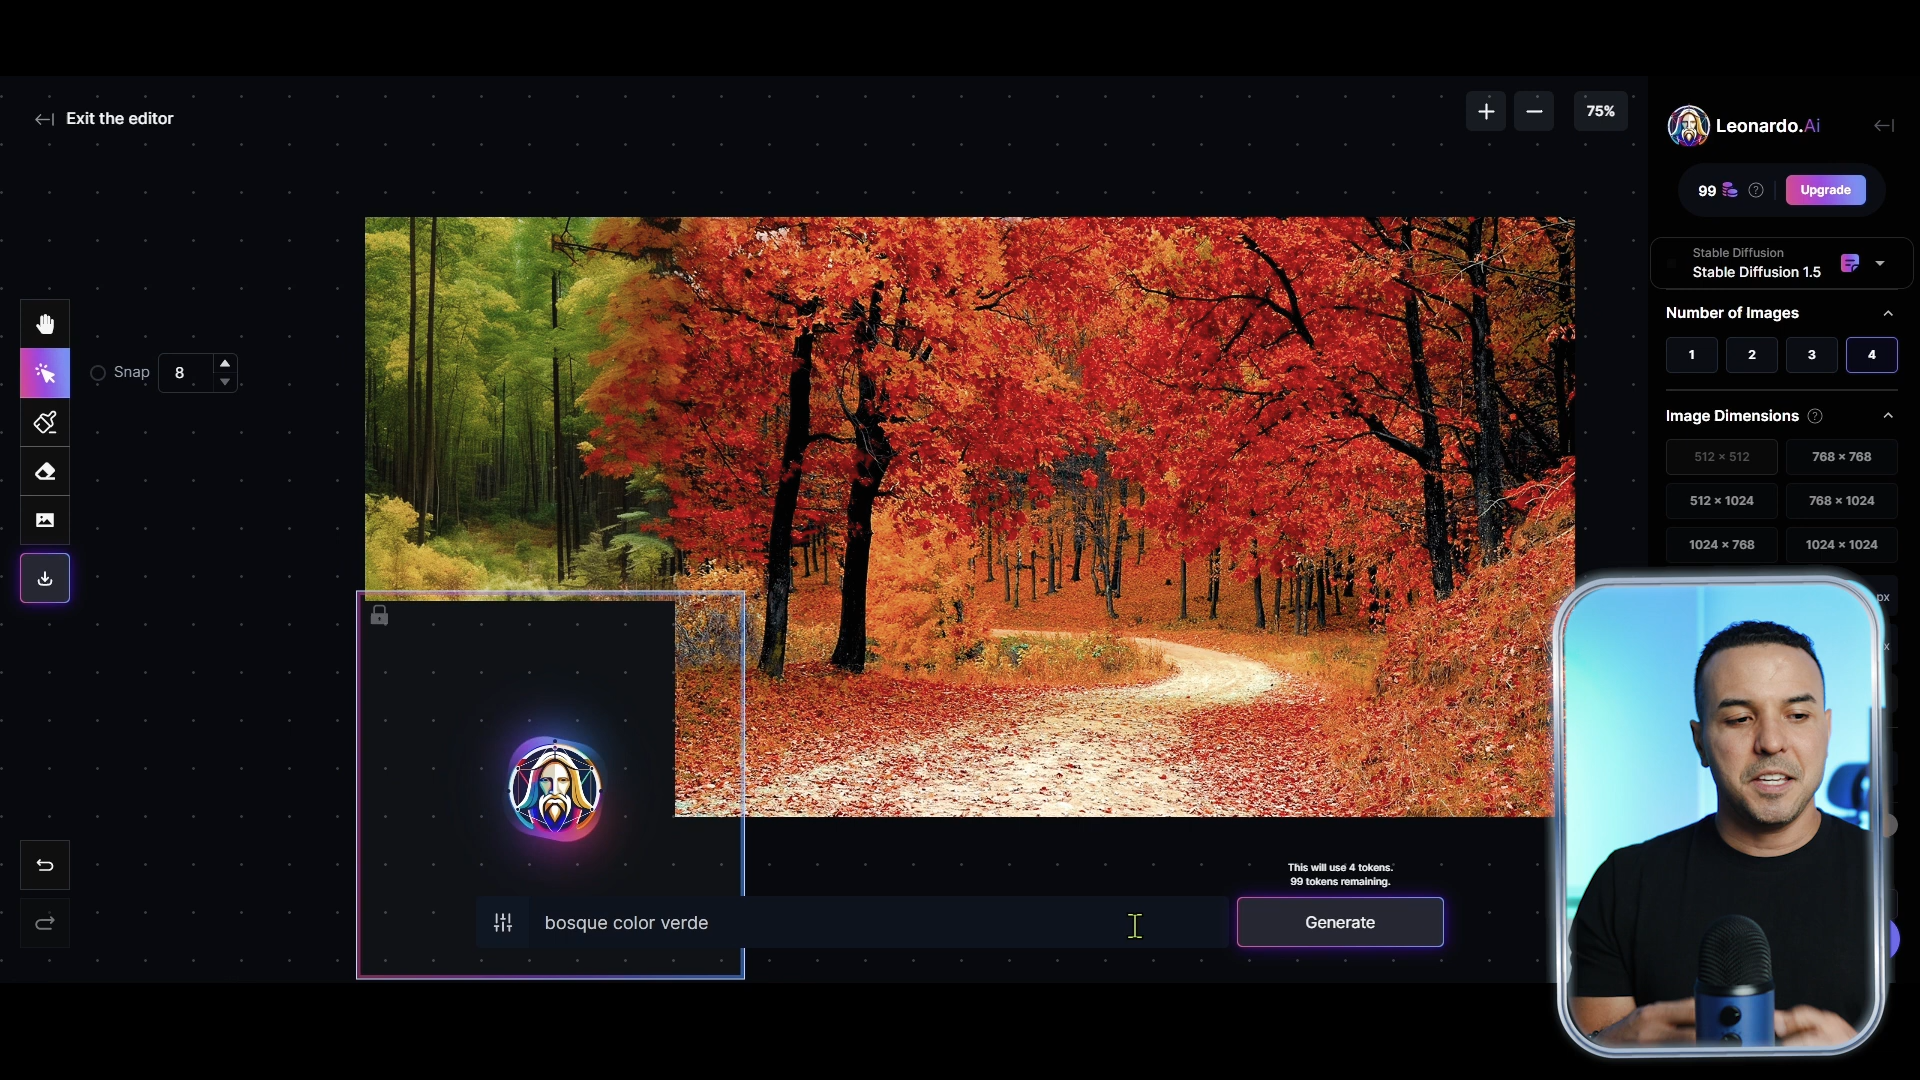 Exit the editor
75%
Leonardo.Ai
99
Upgrade
Stable Diffusion
Stable Diffusion 1.5
Number of Images
1 2 3 4
Snap 8
Image Dimensions
512 × 512 768 × 768
512 × 1024 768 × 1024
1024 × 768 1024 × 1024
px
x
This will use 4 tokens.
99 tokens remaining.
bosque color verde
Generate